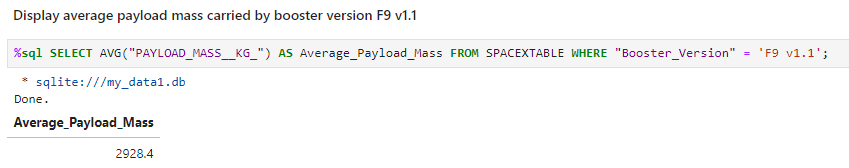 Display average payload mass carried by booster version F9 v1.1
%sql SELECT AVG("PAYLOAD_MASS__KG_") AS Average_Payload_Mass FROM SPACEXTABLE WHERE "Booster_Version" = 'F9 v1.1';
* sqlite:///my_data1.db
Done.
Average_Payload_Mass
2928.4